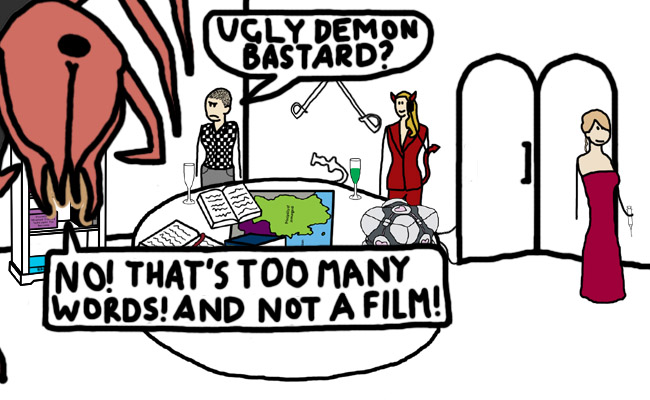 UGLY DEMON
BASTARD?
NO! THAT'S TOO MANY
WORDS! AND NOT A FILM!